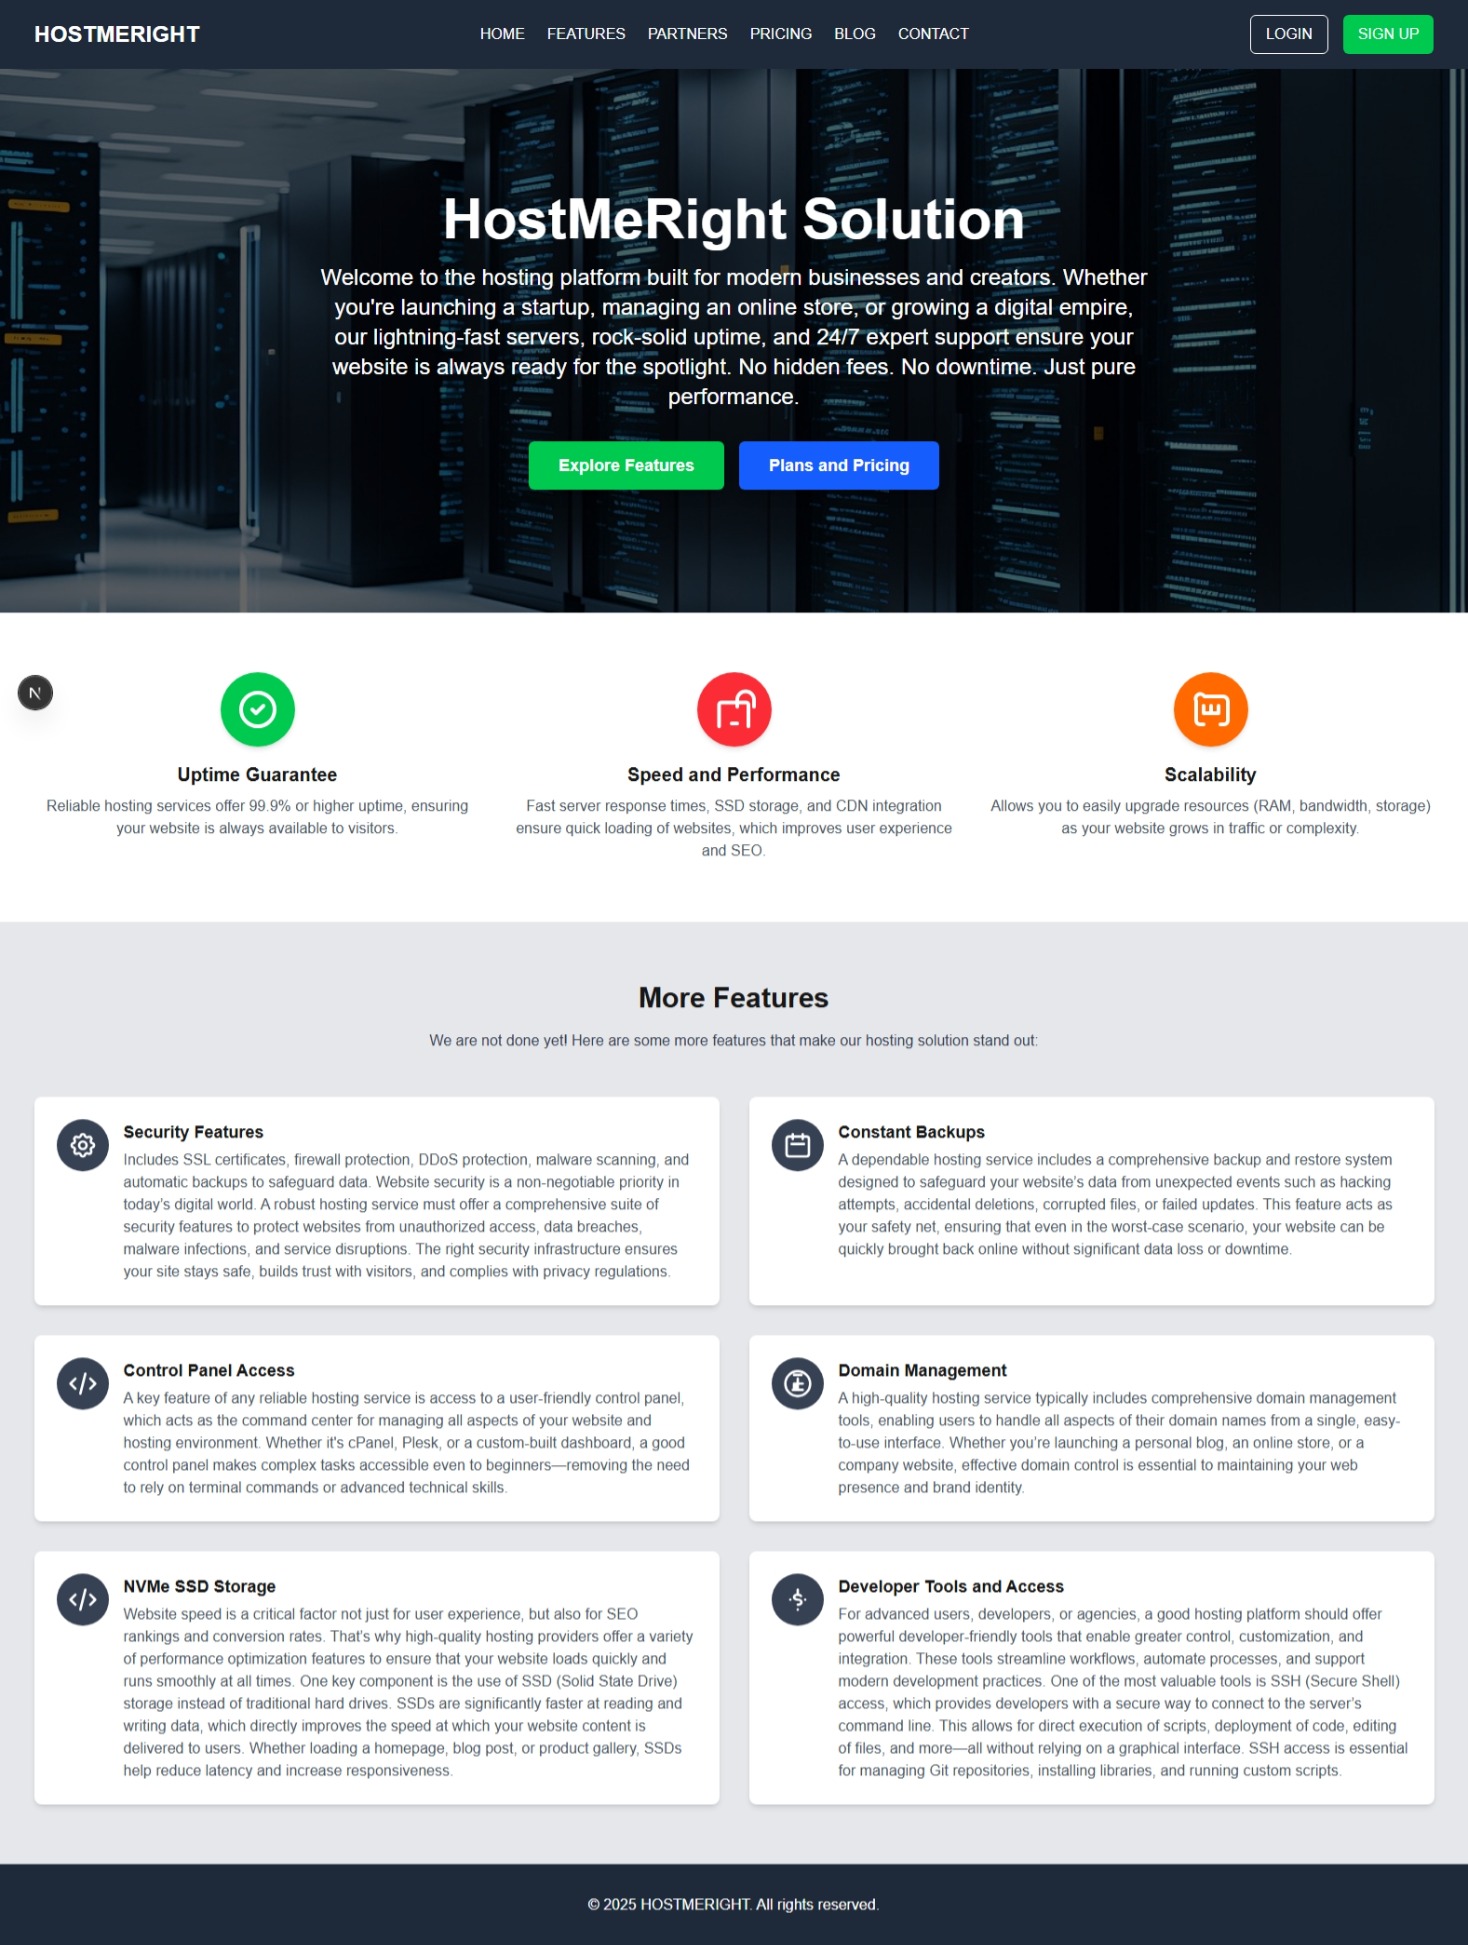 HOSTMERIGHT
HOME FEATURES PARTNERS PRICING BLOG CONTACT
LOGIN SIGN UP
HostMeRight Solution
Welcome to the hosting platform built for modern businesses and creators. Whether
you're launching a startup, managing an online store, or growing a digital empire,
our lightning-fast servers, rock-solid uptime, and 24/7 expert support ensure your
website is always ready for the spotlight. No hidden fees. No downtime. Just pure
performance.
Explore Features
Plans and Pricing
N
Uptime Guarantee
Reliable hosting services offer 99.9% or higher uptime, ensuring
your website is always available to visitors.
Speed and Performance
Fast server response times, SSD storage, and CDN integration
ensure quick loading of websites, which improves user experience
and SEO.
Scalability
Allows you to easily upgrade resources (RAM, bandwidth, storage)
as your website grows in traffic or complexity.
More Features
We are not done yet! Here are some more features that make our hosting solution stand out:
Security Features
Includes SSL certificates, firewall protection, DDoS protection, malware scanning, and
automatic backups to safeguard data. Website security is a non-negotiable priority in
today’s digital world. A robust hosting service must offer a comprehensive suite of
security features to protect websites from unauthorized access, data breaches,
malware infections, and service disruptions. The right security infrastructure ensures
your site stays safe, builds trust with visitors, and complies with privacy regulations.
Constant Backups
A dependable hosting service includes a comprehensive backup and restore system
designed to safeguard your website’s data from unexpected events such as hacking
attempts, accidental deletions, corrupted files, or failed updates. This feature acts as
your safety net, ensuring that even in the worst-case scenario, your website can be
quickly brought back online without significant data loss or downtime.
Control Panel Access
A key feature of any reliable hosting service is access to a user-friendly control panel,
which acts as the command center for managing all aspects of your website and
hosting environment. Whether it's cPanel, Plesk, or a custom-built dashboard, a good
control panel makes complex tasks accessible even to beginners—removing the need
to rely on terminal commands or advanced technical skills.
Domain Management
A high-quality hosting service typically includes comprehensive domain management
tools, enabling users to handle all aspects of their domain names from a single, easy-
to-use interface. Whether you’re launching a personal blog, an online store, or a
company website, effective domain control is essential to maintaining your web
presence and brand identity.
NVMe SSD Storage
Website speed is a critical factor not just for user experience, but also for SEO
rankings and conversion rates. That’s why high-quality hosting providers offer a variety
of performance optimization features to ensure that your website loads quickly and
runs smoothly at all times. One key component is the use of SSD (Solid State Drive)
storage instead of traditional hard drives. SSDs are significantly faster at reading and
writing data, which directly improves the speed at which your website content is
delivered to users. Whether loading a homepage, blog post, or product gallery, SSDs
help reduce latency and increase responsiveness.
Developer Tools and Access
For advanced users, developers, or agencies, a good hosting platform should offer
powerful developer-friendly tools that enable greater control, customization, and
integration. These tools streamline workflows, automate processes, and support
modern development practices. One of the most valuable tools is SSH (Secure Shell)
access, which provides developers with a secure way to connect to the server’s
command line. This allows for direct execution of scripts, deployment of code, editing
of files, and more—all without relying on a graphical interface. SSH access is essential
for managing Git repositories, installing libraries, and running custom scripts.
© 2025 HOSTMERIGHT. All rights reserved.